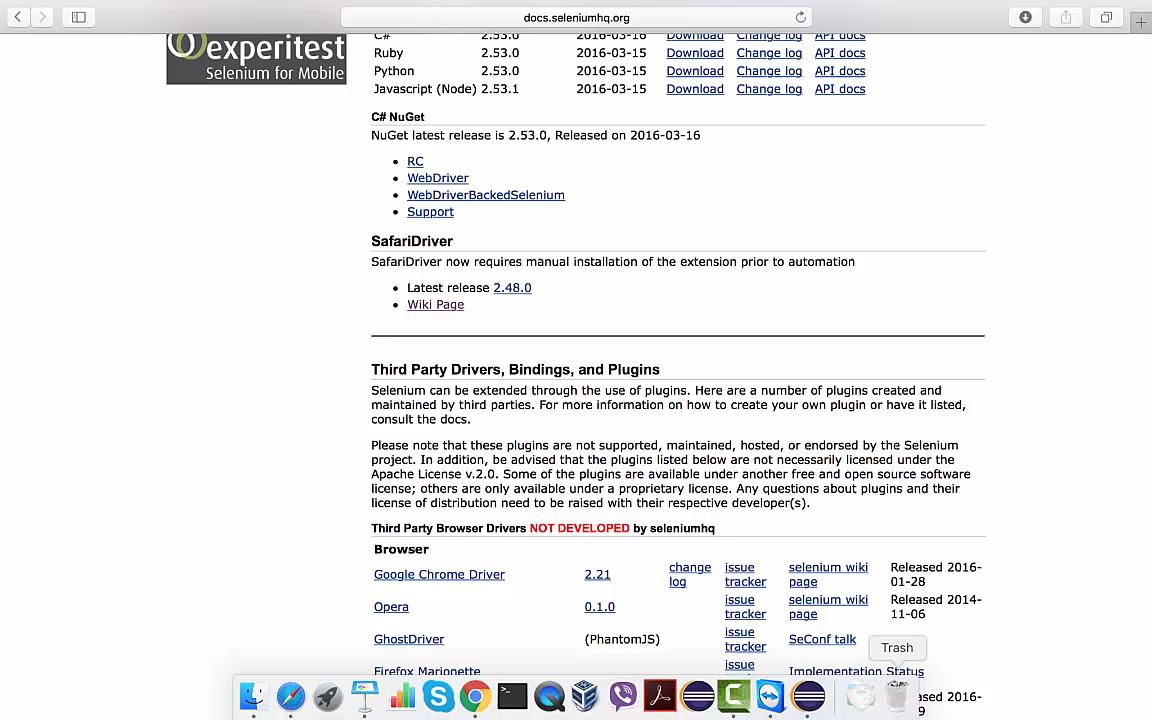 docs.seleniumhq.org
experitest
Selenium for Mobile
C# 2.53.0 2016-03-16 Download Change log API docs
Ruby 2.53.0 2016-03-15 Download Change log API docs
Python 2.53.0 2016-03-15 Download Change log API docs
Javascript (Node) 2.53.1 2016-03-15 Download Change log API docs
C# NuGet
NuGet latest release is 2.53.0, Released on 2016-03-16
• RC
• WebDriver
• WebDriverBackedSelenium
• Support
SafariDriver
SafariDriver now requires manual installation of the extension prior to automation
• Latest release 2.48.0
• Wiki Page
Third Party Drivers, Bindings, and Plugins
Selenium can be extended through the use of plugins. Here are a number of plugins created and
maintained by third parties. For more information on how to create your own plugin or have it listed,
consult the docs.
Please note that these plugins are not supported, maintained, hosted, or endorsed by the Selenium
project. In addition, be advised that the plugins listed below are not necessarily licensed under the
Apache License v.2.0. Some of the plugins are available under another free and open source software
license; others are only available under a proprietary license. Any questions about plugins and their
license of distribution need to be raised with their respective developer(s).
Third Party Browser Drivers NOT DEVELOPED by seleniumhq
Browser
Google Chrome Driver 2.21 change log issue tracker selenium wiki page Released 2016-01-28
Opera 0.1.0 issue tracker selenium wiki page Released 2014-11-06
GhostDriver (PhantomJS) issue tracker SeConf talk
Trash
Firefox Marionette issue Implementation Status